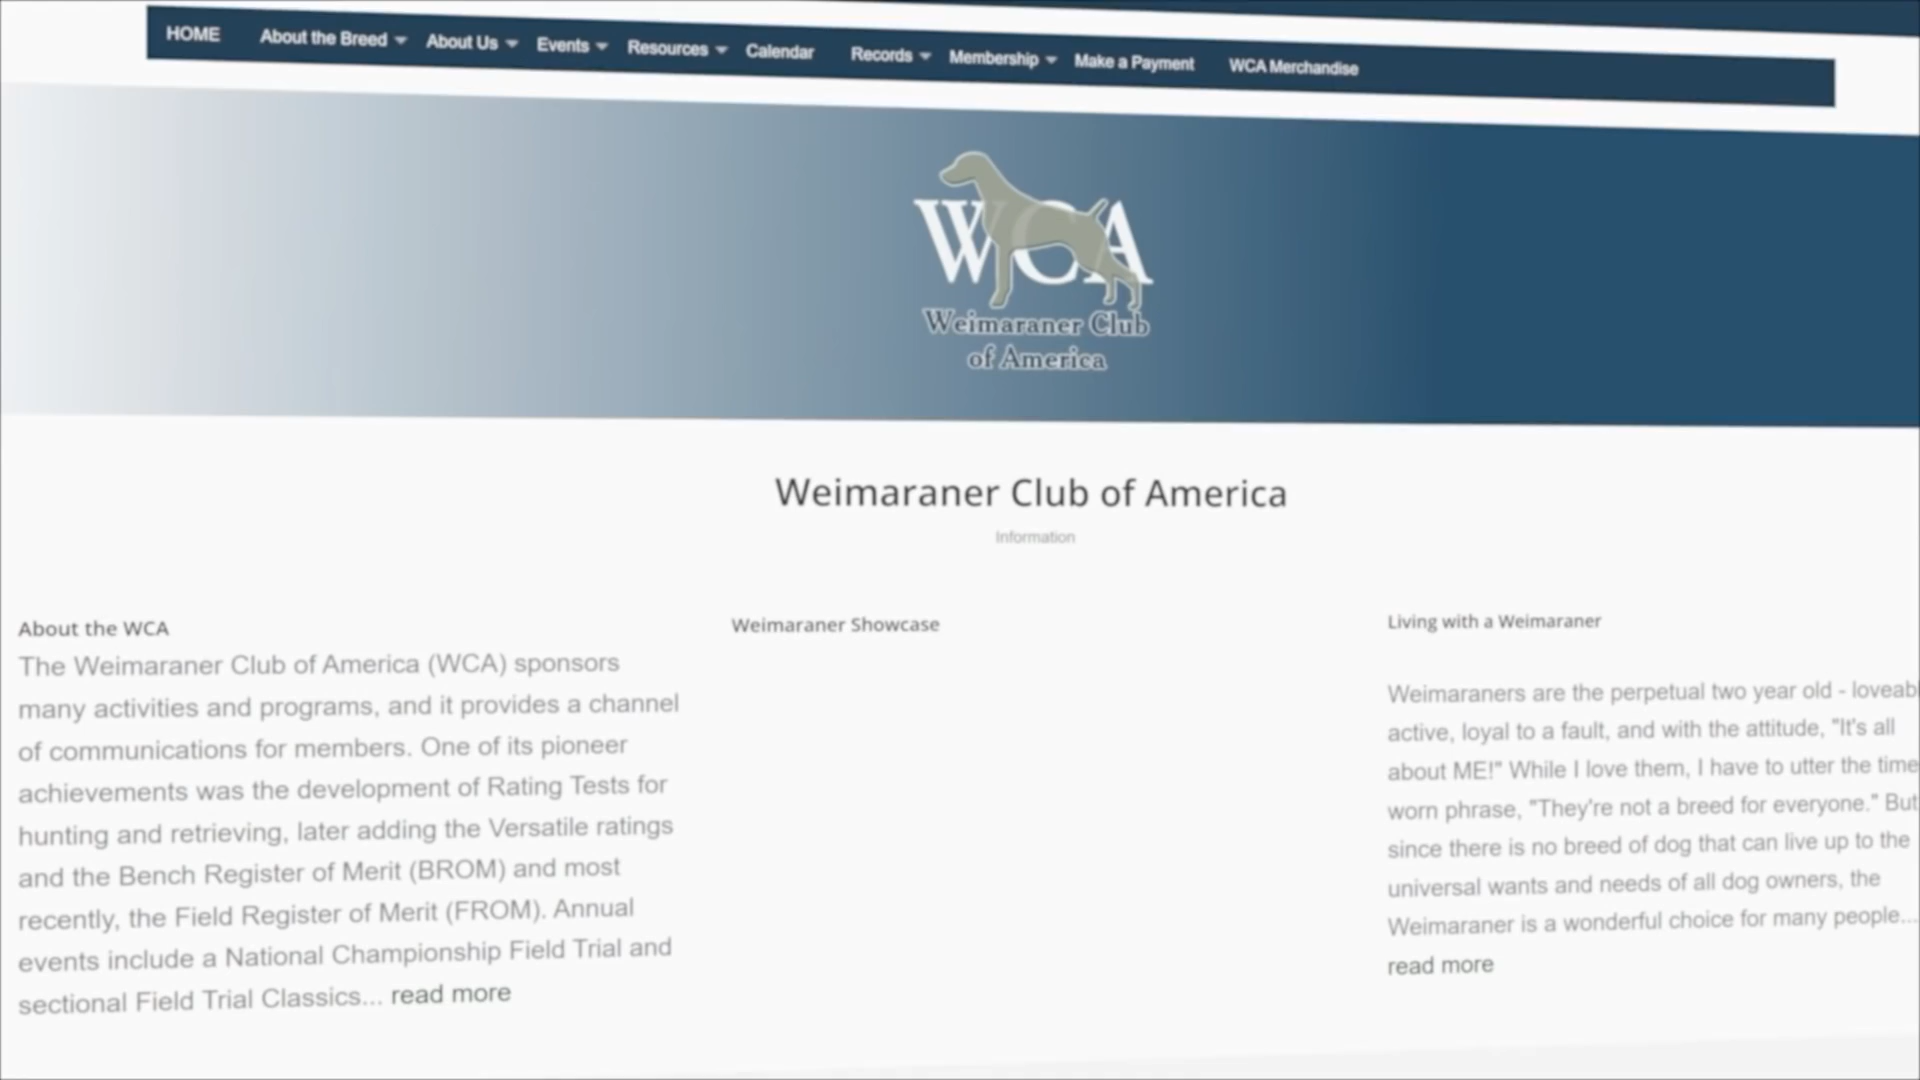 HOME About the Breed About Us Events Resources Calendar Records Membership Make a Payment WCA Merchandise
WCA
Weimaraner Club
of America
Weimaraner Club of America
Information
About the WCA
The Weimaraner Club of America (WCA) sponsors
many activities and programs, and it provides a channel
of communications for members. One of its pioneer
achievements was the development of Rating Tests for
hunting and retrieving, later adding the Versatile ratings
and the Bench Register of Merit (BROM) and most
recently, the Field Register of Merit (FROM). Annual
events include a National Championship Field Trial and
sectional Field Trial Classics... read more
Weimaraner Showcase
Living with a Weimaraner
Weimaraners are the perpetual two year old - loveabl
active, loyal to a fault, and with the attitude, "It's all
about ME!" While I love them, I have to utter the time
worn phrase, "They're not a breed for everyone." But
since there is no breed of dog that can live up to the
universal wants and needs of all dog owners, the
Weimaraner is a wonderful choice for many people...
read more